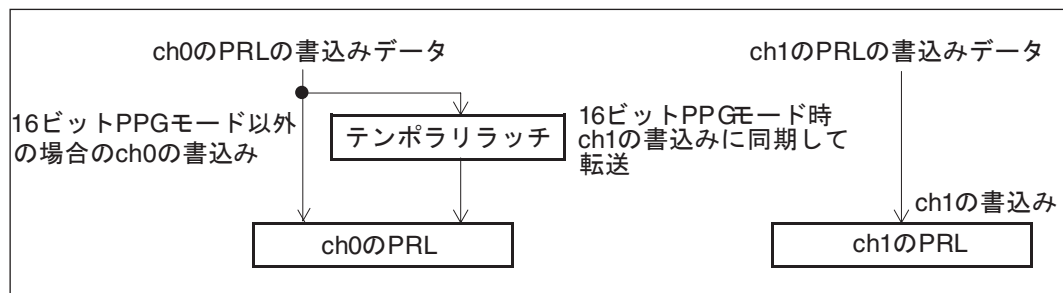 ch0のPRLの書込みデータ
ch1のPRLの書込みデータ
16ビットPPGモード以外
の場合のch0の書込み
テンポラリラッチ
16ビットPPGモード時
ch1の書込みに同期して
転送
ch1の書込み
ch0のPRL
ch1のPRL